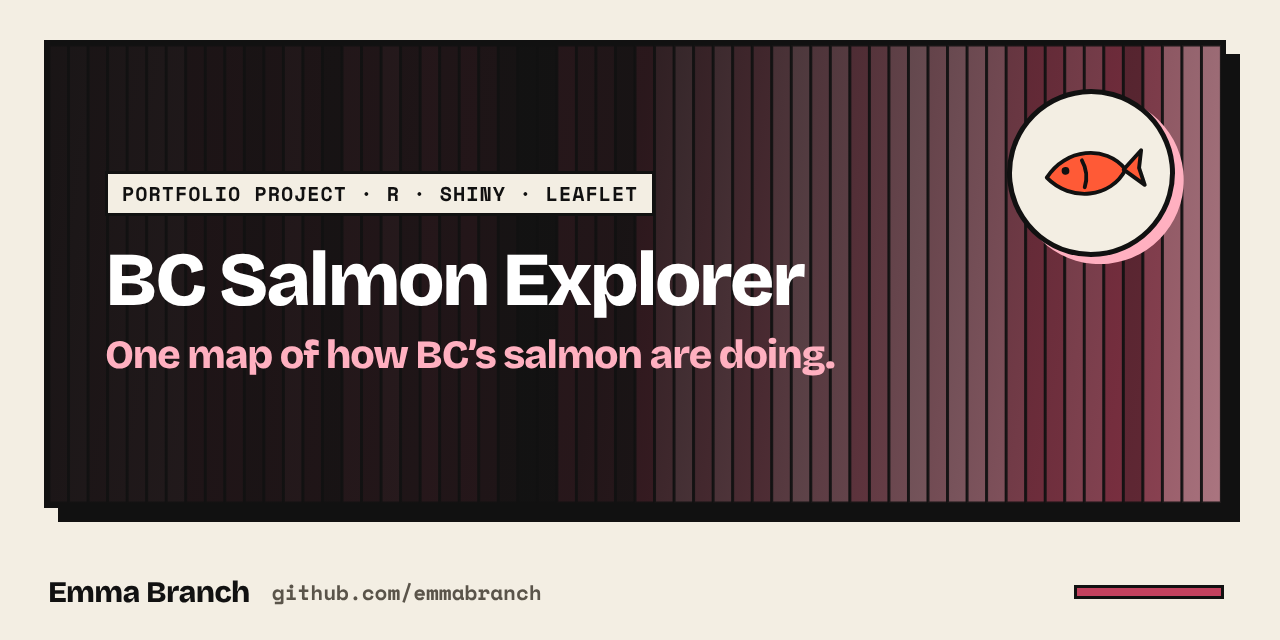 PORTFOLIO PROJECT · R · SHINY · LEAFLET
BC Salmon Explorer
One map of how BC’s salmon are doing.
Emma Branch github.com/emmabranch